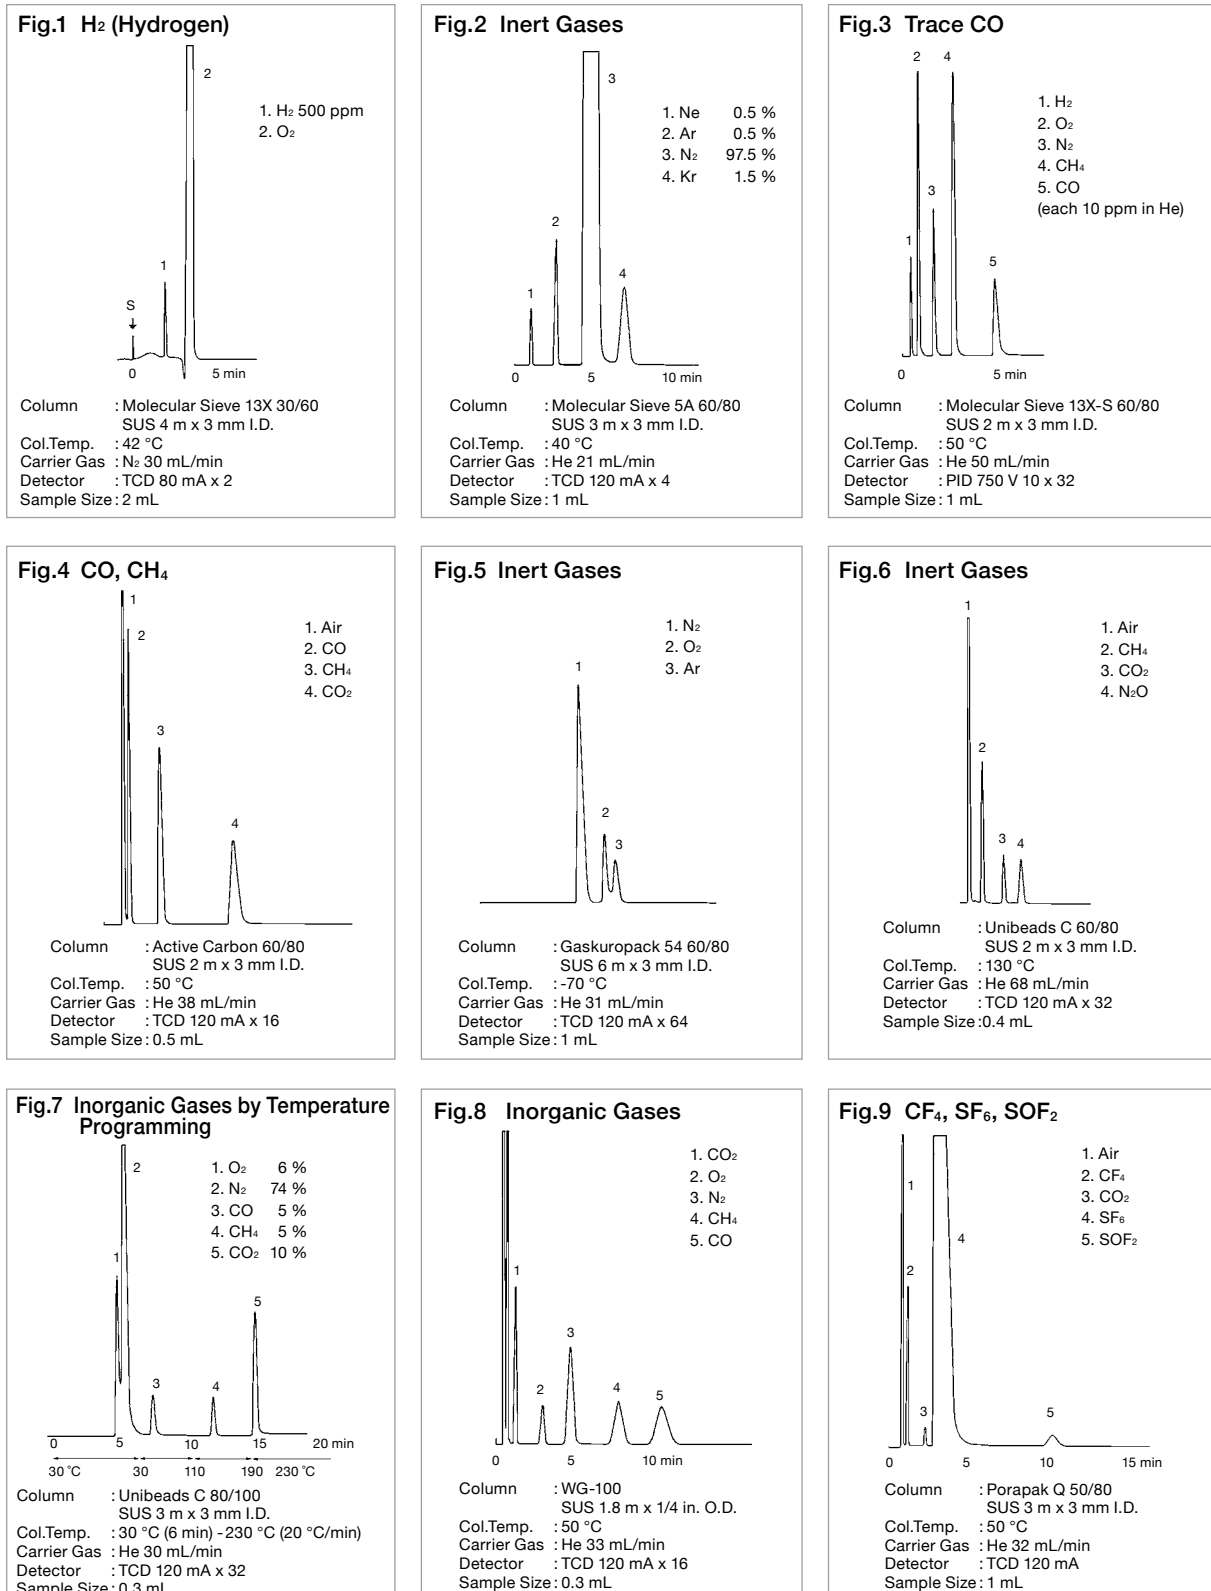 Fig.1 H₂ (Hydrogen)
2
1. H₂ 500 ppm
2. O₂
1
S
0 5 min
Column : Molecular Sieve 13X 30/60
SUS 4 m x 3 mm I.D.
Col.Temp. : 42 °C
Carrier Gas : N₂ 30 mL/min
Detector : TCD 80 mA x 2
Sample Size : 2 mL
Fig.2 Inert Gases
3
1. Ne 0.5 %
2. Ar 0.5 %
3. N₂ 97.5 %
4. Kr 1.5 %
2
4
1
0 5 10 min
Column : Molecular Sieve 5A 60/80
SUS 3 m x 3 mm I.D.
Col.Temp. : 40 °C
Carrier Gas : He 21 mL/min
Detector : TCD 120 mA x 4
Sample Size : 1 mL
Fig.3 Trace CO
2 4
1. H₂
2. O₂
3. N₂
4. CH₄
5. CO
(each 10 ppm in He)
3
1
5
0 5 min
Column : Molecular Sieve 13X-S 60/80
SUS 2 m x 3 mm I.D.
Col.Temp. : 50 °C
Carrier Gas : He 50 mL/min
Detector : PID 750 V 10 x 32
Sample Size : 1 mL
Fig.4 CO, CH₄
1
2
1. Air
2. CO
3. CH₄
4. CO₂
3
4
Column : Active Carbon 60/80
SUS 2 m x 3 mm I.D.
Col.Temp. : 50 °C
Carrier Gas : He 38 mL/min
Detector : TCD 120 mA x 16
Sample Size : 0.5 mL
Fig.5 Inert Gases
1. N₂
2. O₂
3. Ar
1
2
3
Column : Gaskuropack 54 60/80
SUS 6 m x 3 mm I.D.
Col.Temp. : -70 °C
Carrier Gas : He 31 mL/min
Detector : TCD 120 mA x 64
Sample Size : 1 mL
Fig.6 Inert Gases
1
1. Air
2. CH₄
3. CO₂
4. N₂O
2
3 4
Column : Unibeads C 60/80
SUS 2 m x 3 mm I.D.
Col.Temp. : 130 °C
Carrier Gas : He 68 mL/min
Detector : TCD 120 mA x 32
Sample Size :0.4 mL
Fig.7 Inorganic Gases by Temperature
Programming
2
1. O₂ 6 %
2. N₂ 74 %
3. CO 5 %
4. CH₄ 5 %
5. CO₂ 10 %
1
5
3 4
0 5 10 15 20 min
30 °C 30 110 190 230 °C
Column : Unibeads C 80/100
SUS 3 m x 3 mm I.D.
Col.Temp. : 30 °C (6 min) - 230 °C (20 °C/min)
Carrier Gas : He 30 mL/min
Detector : TCD 120 mA x 32
Sample Size : 0.3 mL
Fig.8 Inorganic Gases
1. CO₂
2. O₂
3. N₂
4. CH₄
5. CO
1
3
2 4 5
0 5 10 min
Column : WG-100
SUS 1.8 m x 1/4 in. O.D.
Col.Temp. : 50 °C
Carrier Gas : He 33 mL/min
Detector : TCD 120 mA x 16
Sample Size : 0.3 mL
Fig.9 CF₄, SF₆, SOF₂
1. Air
2. CF₄
3. CO₂
4. SF₆
5. SOF₂
1
4
2
3 5
0 5 10 15 min
Column : Porapak Q 50/80
SUS 3 m x 3 mm I.D.
Col.Temp. : 50 °C
Carrier Gas : He 32 mL/min
Detector : TCD 120 mA
Sample Size : 1 mL